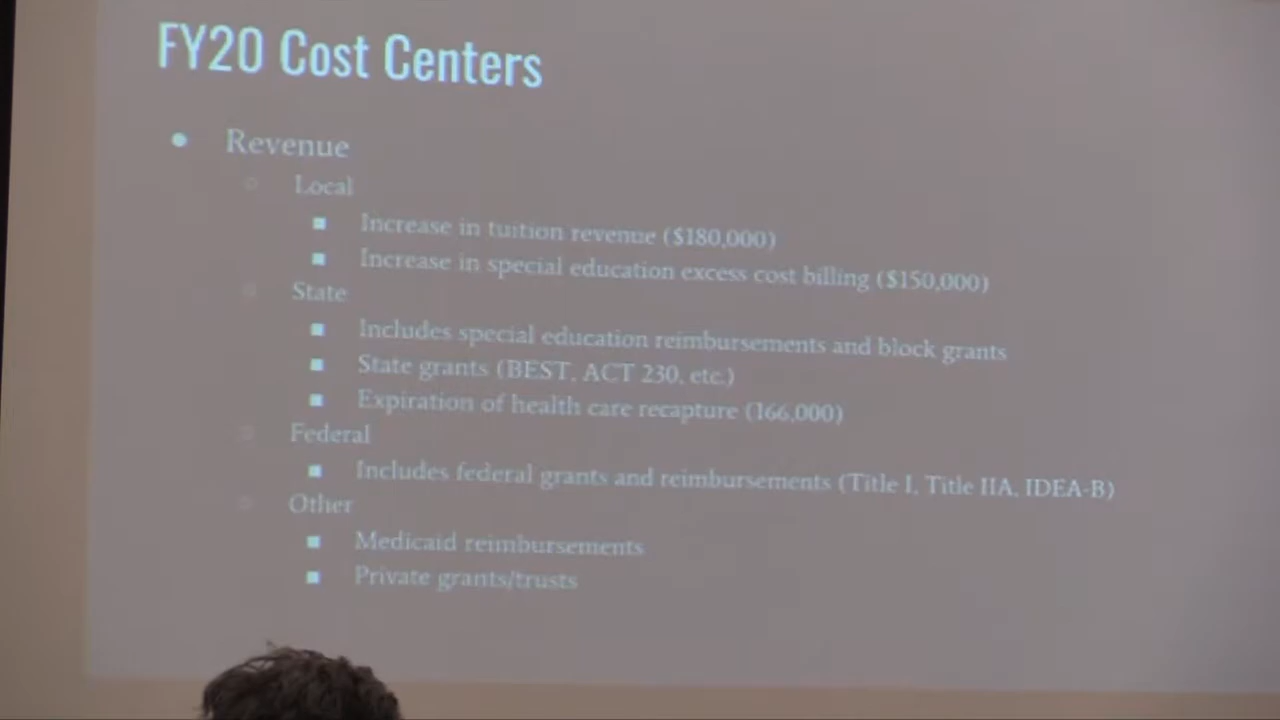 FY20 Cost Centers
Revenue
Local
Increase in tuition revenue ($180,000)
Increase in special education excess cost billing ($150,000)
State
Includes special education reimbursements and block grants
State grants (BEST, ACT 230, etc.)
Expiration of health care recapture (166,000)
Federal
Includes federal grants and reimbursements (Title I, Title IIA, IDEA-B)
Other
Medicaid reimbursements
Private grants/trusts